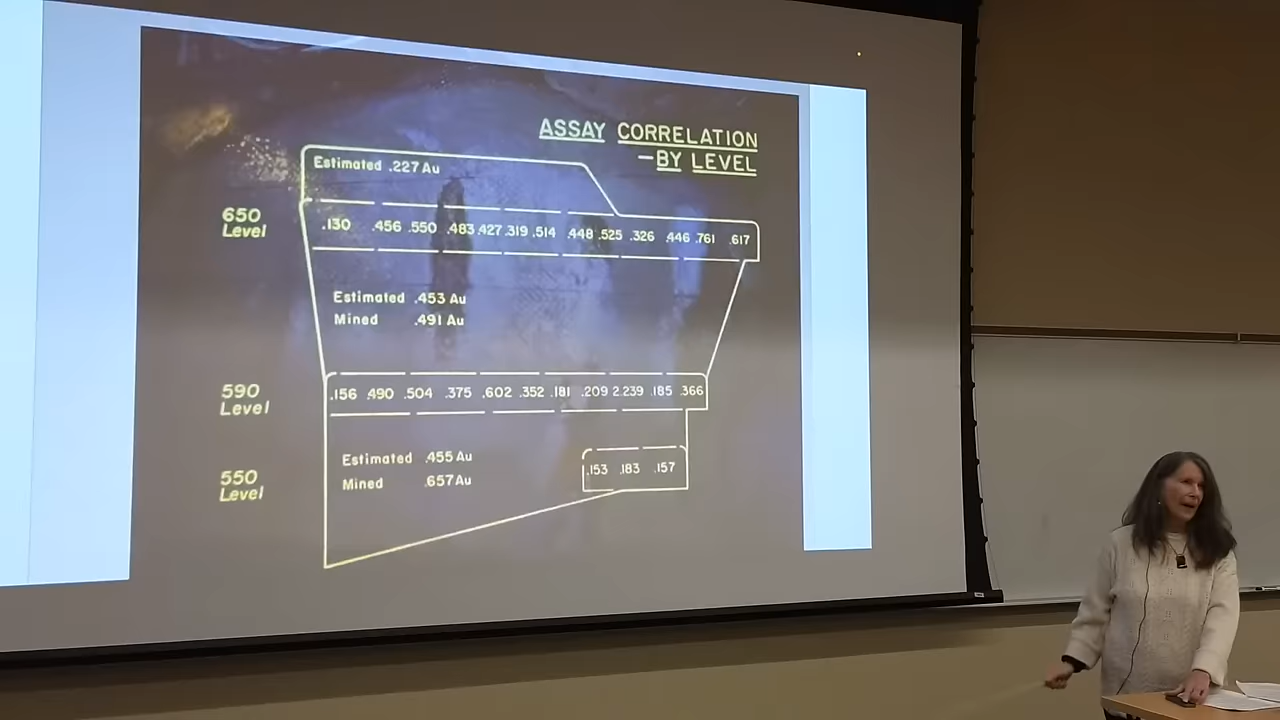 ASSAY CORRELATION
—BY LEVEL
Estimated .227 Au
650
Level
.130 .456 .550 .483 .427 .319 .514 .448 .525 .326 .446 .761 .617
Estimated .453 Au
Mined .491 Au
590
Level
.156 .490 .504 .375 .602 .352 .181 .209 2.239 .185 .366
Estimated .455 Au
Mined .657 Au
550
Level
.153 .183 .157